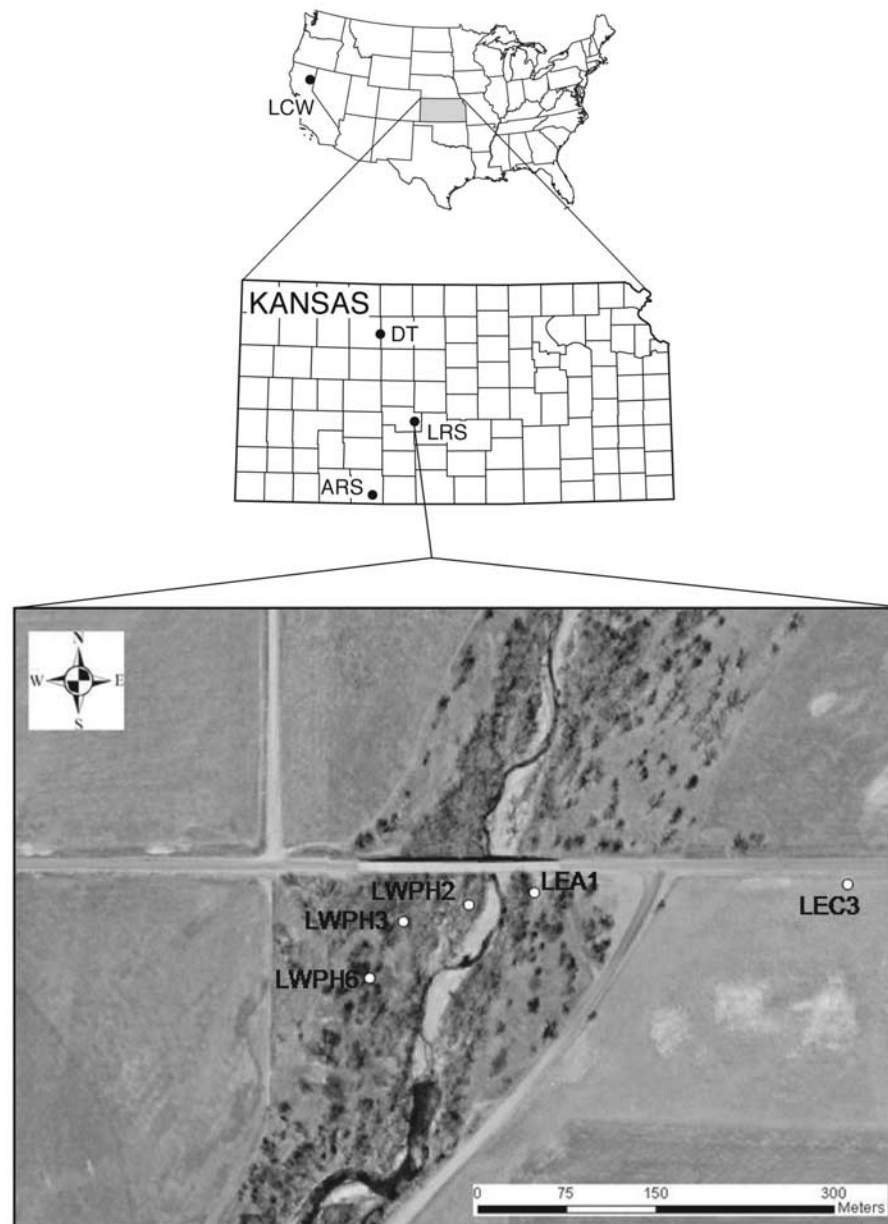 LCW
KANSAS
DT
LRS
ARS
N
W E
S
LWPH2
LEA1
LWPH3
LEC3
LWPH6
0 75 150 300
Meters